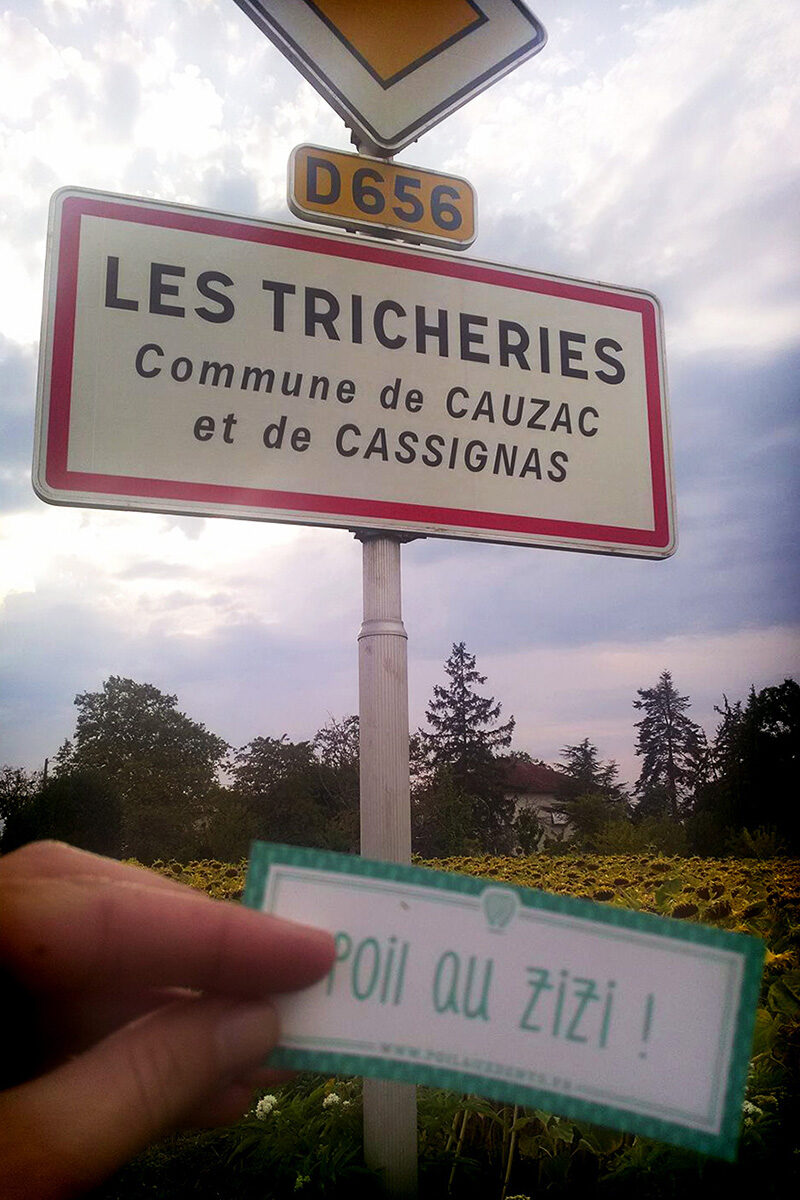 D656
LES TRICHERIES
Commune de CAUZAC
et de CASSIGNAS
Poil au zizi !